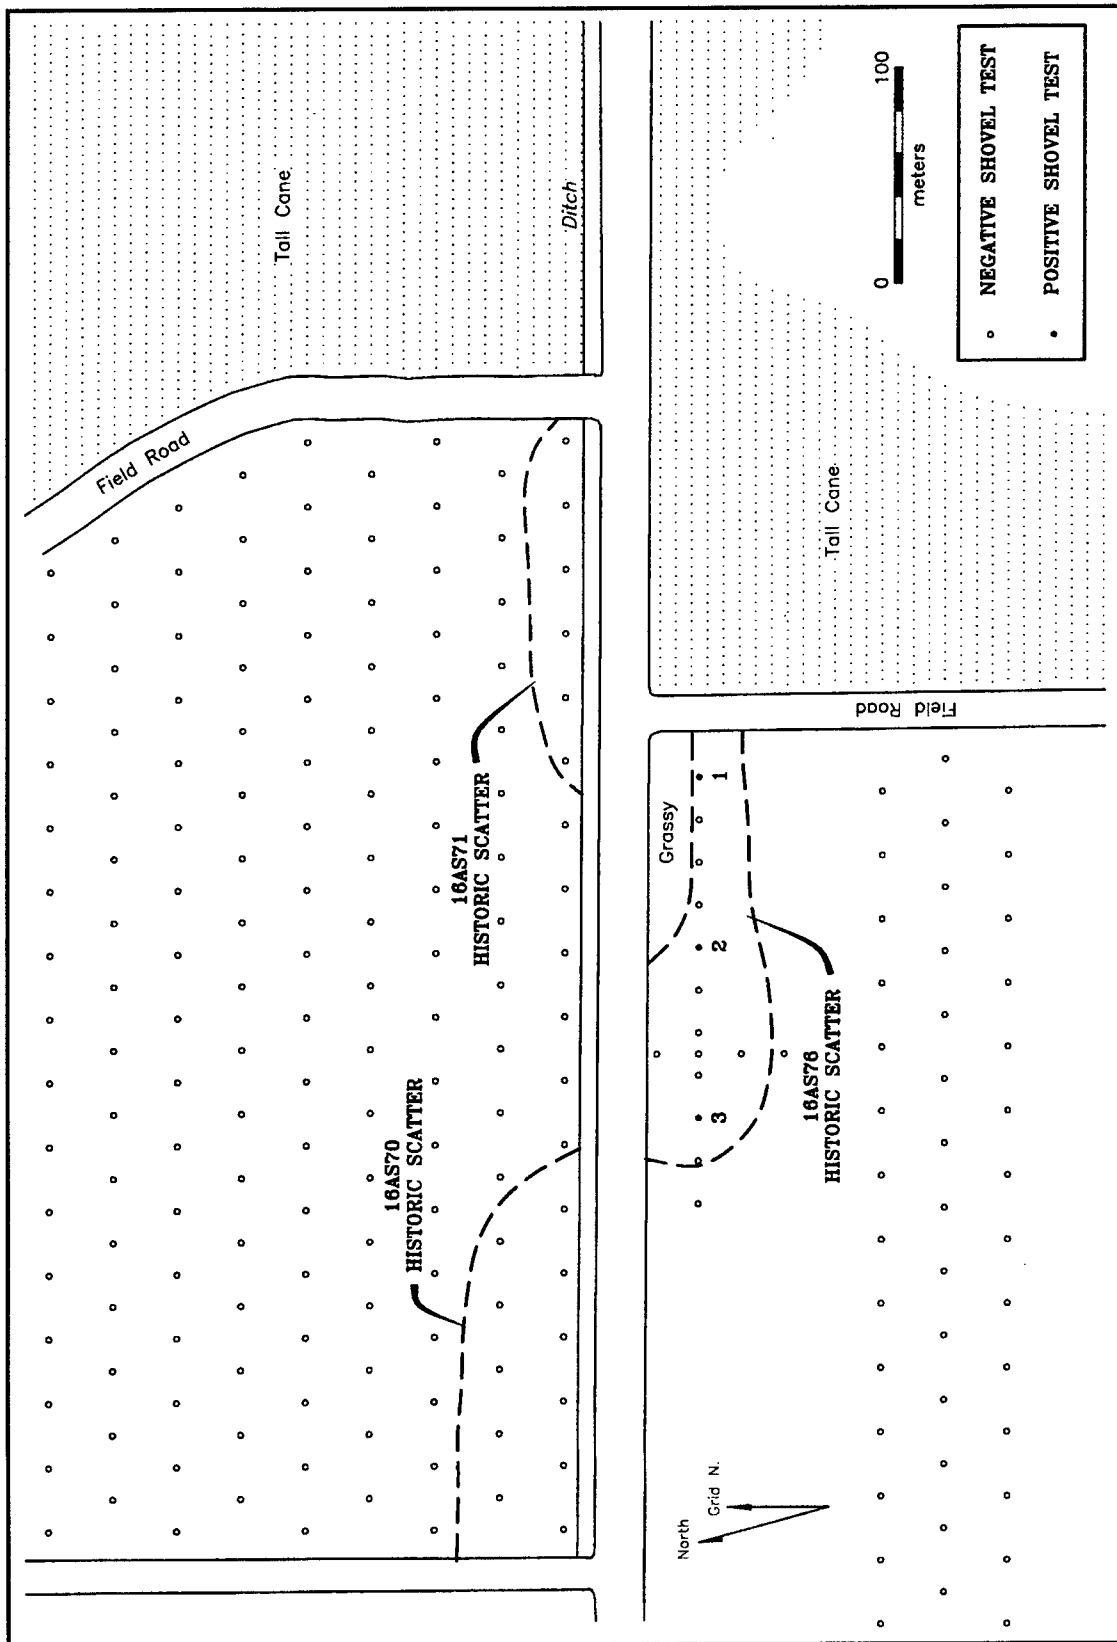 Field Road
Tall Cane
Ditch
16AS70
HISTORIC SCATTER
16AS71
HISTORIC SCATTER
North
Grid N.
3
2
1
Grassy
16AS76
HISTORIC SCATTER
Field Road
Tall Cane
0
100
meters
NEGATIVE SHOVEL TEST
POSITIVE SHOVEL TEST